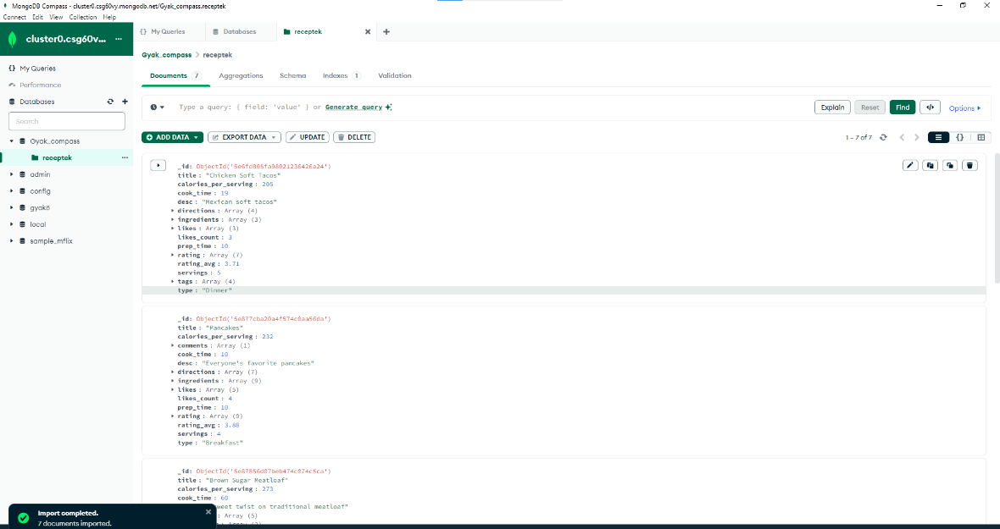 MongoDB Compass - cluster0.csg60vy.mongodb.net/Gyak_compass.receptek
Connect Edit View Collection Help
cluster0.csg60v... ...
{} My Queries
Performance
Databases
Search
Gyak_compass
receptek ...
admin
config
gyak8
local
sample_mflix
{} My Queries
Databases
receptek
Gyak_compass > receptek
Documents 7 Aggregations Schema Indexes 1 Validation
Type a query: { field: 'value' } or Generate query
Explain Reset Find </> Options
ADD DATA EXPORT DATA UPDATE DELETE
1 – 7 of 7
{}
_id: ObjectId('5e6fd805fa98021236426a24')
title : "Chicken Soft Tacos"
calories_per_serving : 205
cook_time : 19
desc : "Mexican soft tacos"
directions : Array (4)
ingredients : Array (3)
likes : Array (3)
likes_count : 3
prep_time : 10
rating : Array (7)
rating_avg : 3.71
servings : 5
tags : Array (4)
type : "Dinner"
_id: ObjectId('5e877cba20a4f574c0aa56da')
title : "Pancakes"
calories_per_serving : 232
comments : Array (1)
cook_time : 10
desc : "Everyone's favorite pancakes"
directions : Array (7)
ingredients : Array (9)
likes : Array (5)
likes_count : 4
prep_time : 10
rating : Array (9)
rating_avg : 3.88
servings : 4
type : "Breakfast"
_id: ObjectId('5e87856d07beb474c074c5ca')
title : "Brown Sugar Meatloaf"
calories_per_serving : 273
cook_time : 60
sweet twist on traditional meatloaf"
: Array (5)
Import completed.
7 documents imported.